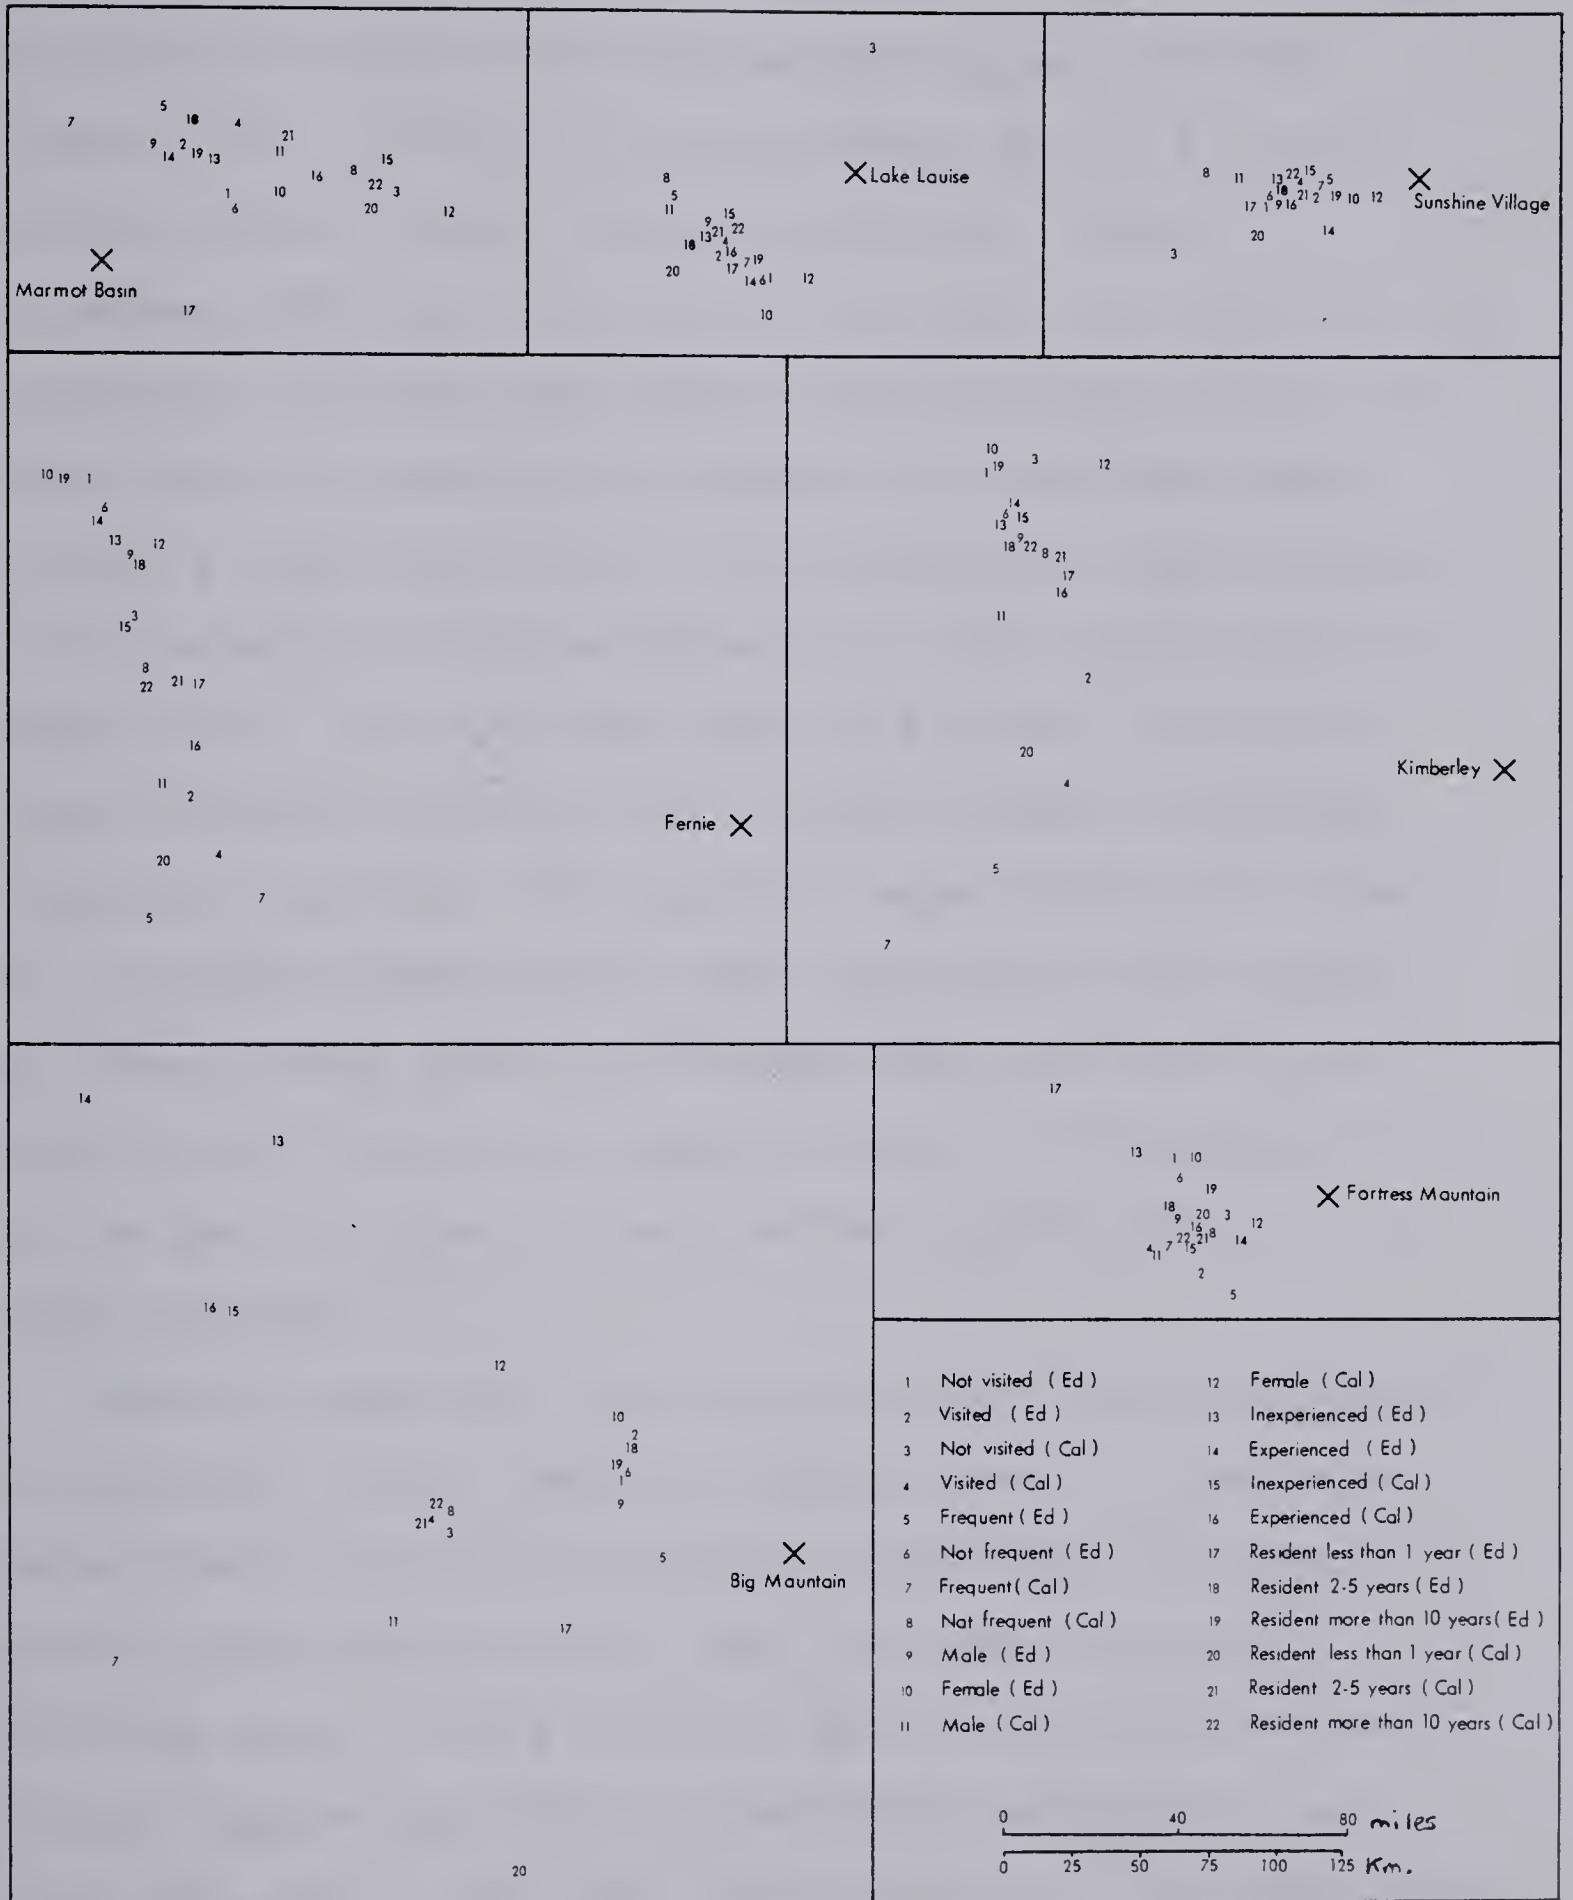 3
5
7 18 4
21
9 2 11
14 19 13 15
16 8
22 3
1 10
6 20 12
Marmot Basin
17
8
Lake Lauise
5
11 15
9 22
13 21
4
18 16
2 7 19
20 17
14 6 1 12
10
8 11 13 22 15 5
4 7
18
6 21 2 19 10 12
17 1 9 16
Sunshine Village
20 14
3
10 19 1
6
14
13 12
9
18
3
15
8
22 21 17
16
11
2
Fernie
20 4
7
5
10
3 12
1 19
14
6 15
13
9
18 22 8 21
17
16
11
2
20
Kimberley
4
5
7
14
13
16 15
12
10
2
18
19 6
1
22 8 9
21 4
3
5
Big Mauntain
11 17
7
20
17
13 1 10
6
19
Fortress Mauntain
18 20 3
9 12
16
22 21 8 14
4 7 15
11
2
5
1 Not visited ( Ed )
2 Visited ( Ed )
3 Not visited ( Cal )
4 Visited ( Cal )
5 Frequent ( Ed )
6 Not frequent ( Ed )
7 Frequent( Cal )
8 Nat frequent ( Cal )
9 Male ( Ed )
10 Female ( Ed )
11 Male ( Cal )
12 Female ( Cal )
13 Inexperienced ( Ed )
14 Experienced ( Ed )
15 Inexperienced ( Cal )
16 Experienced ( Cal )
17 Resident less than 1 year ( Ed )
18 Resident 2-5 years ( Ed )
19 Resident more than 10 years( Ed )
20 Resident less than 1 year ( Cal )
21 Resident 2-5 years ( Cal )
22 Resident more than 10 years ( Cal )
0 40 80 miles
0 25 50 75 100 125 Km.